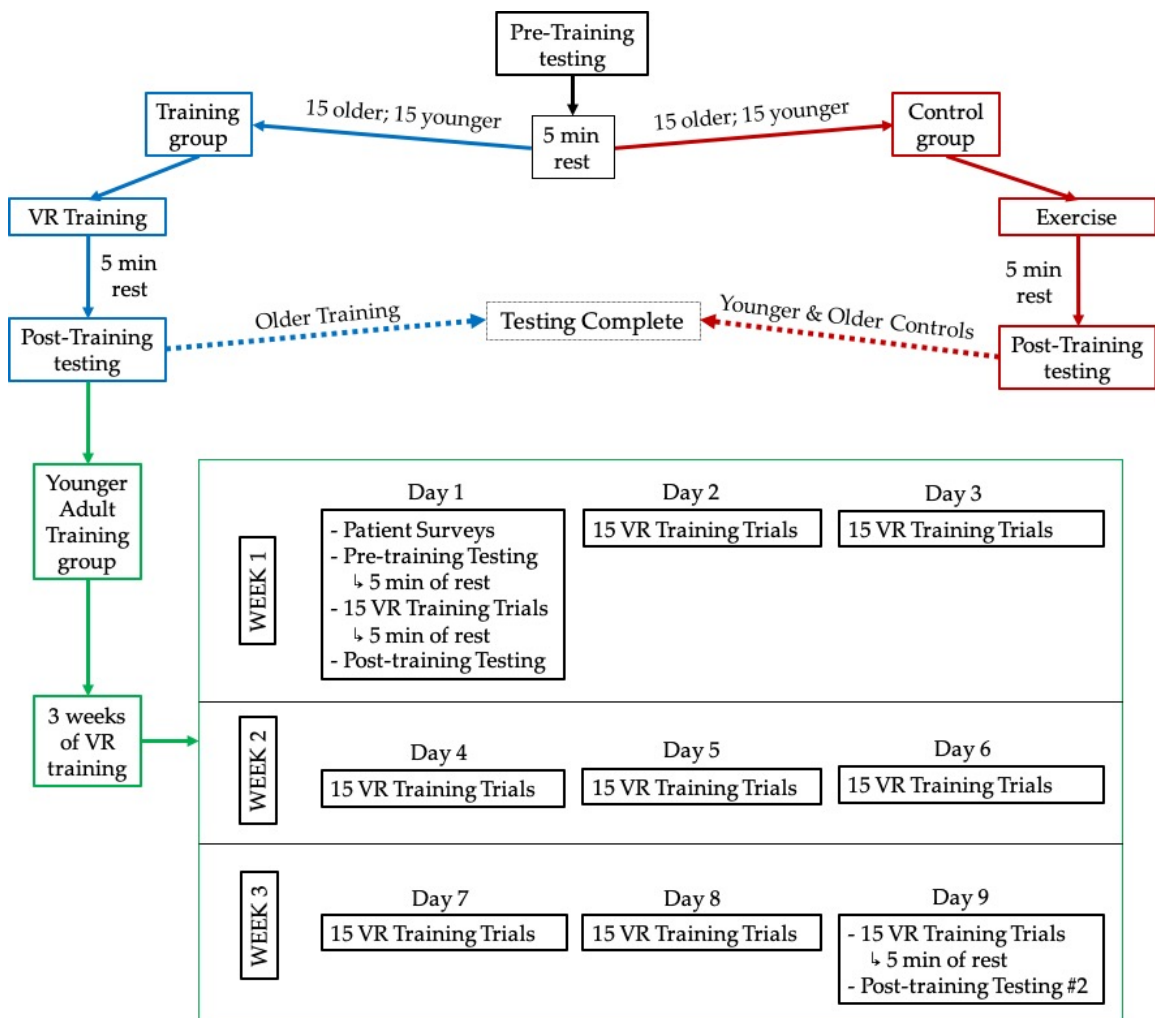 Pre-Training
testing
15 older; 15 younger
15 older; 15 younger
Training
group
5 min
rest
Control
group
VR Training
Exercise
5 min
rest
5 min
rest
Older Training
Testing Complete
Younger & Older Controls
Post-Training
testing
Post-Training
testing
Younger
Adult
Training
group
3 weeks
of VR
training
WEEK 1
Day 1
- Patient Surveys
- Pre-training Testing
↳ 5 min of rest
- 15 VR Training Trials
↳ 5 min of rest
- Post-training Testing
Day 2
15 VR Training Trials
Day 3
15 VR Training Trials
WEEK 2
Day 4
15 VR Training Trials
Day 5
15 VR Training Trials
Day 6
15 VR Training Trials
WEEK 3
Day 7
15 VR Training Trials
Day 8
15 VR Training Trials
Day 9
- 15 VR Training Trials
↳ 5 min of rest
- Post-training Testing #2